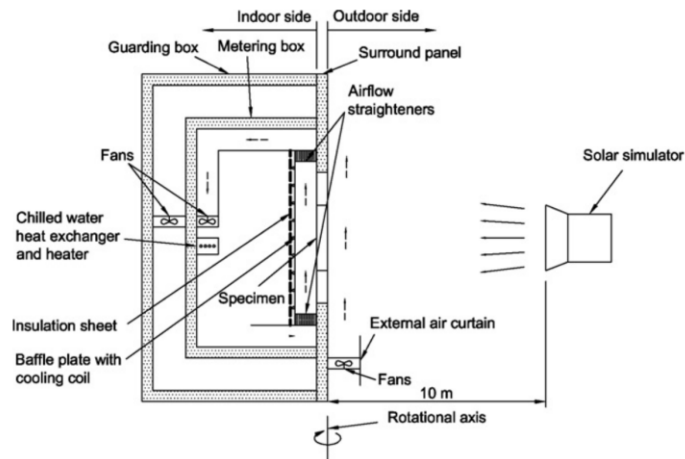 Indoor side
Outdoor side
Guarding box
Metering box
Surround panel
Airflow
straighteners
Fans
Solar simulator
Chilled water
heat exchanger
and heater
Specimen
Insulation sheet
External air curtain
Baffle plate with
cooling coil
Fans
10 m
Rotational axis